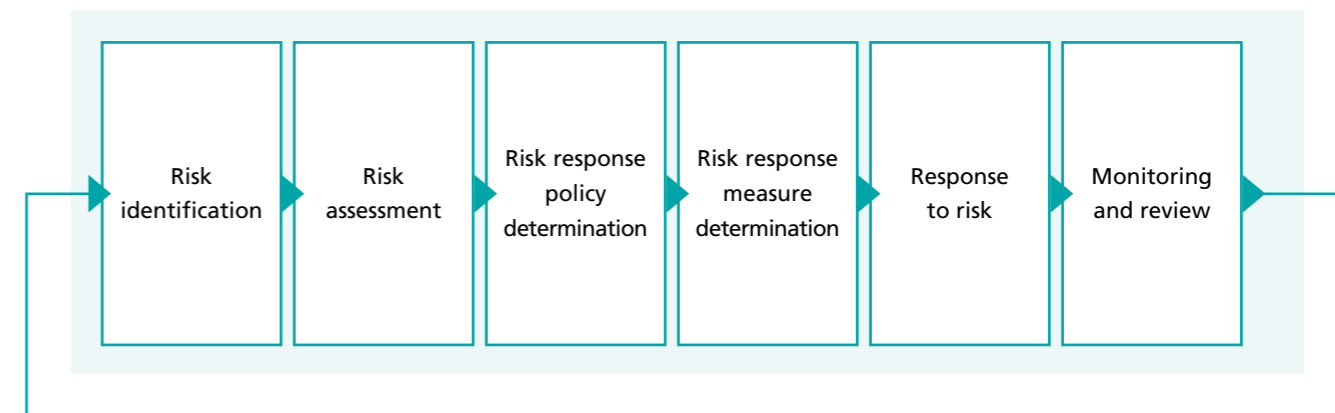 Risk
identification
Risk
assessment
Risk response
policy
determination
Risk response
measure
determination
Response
to risk
Monitoring
and review